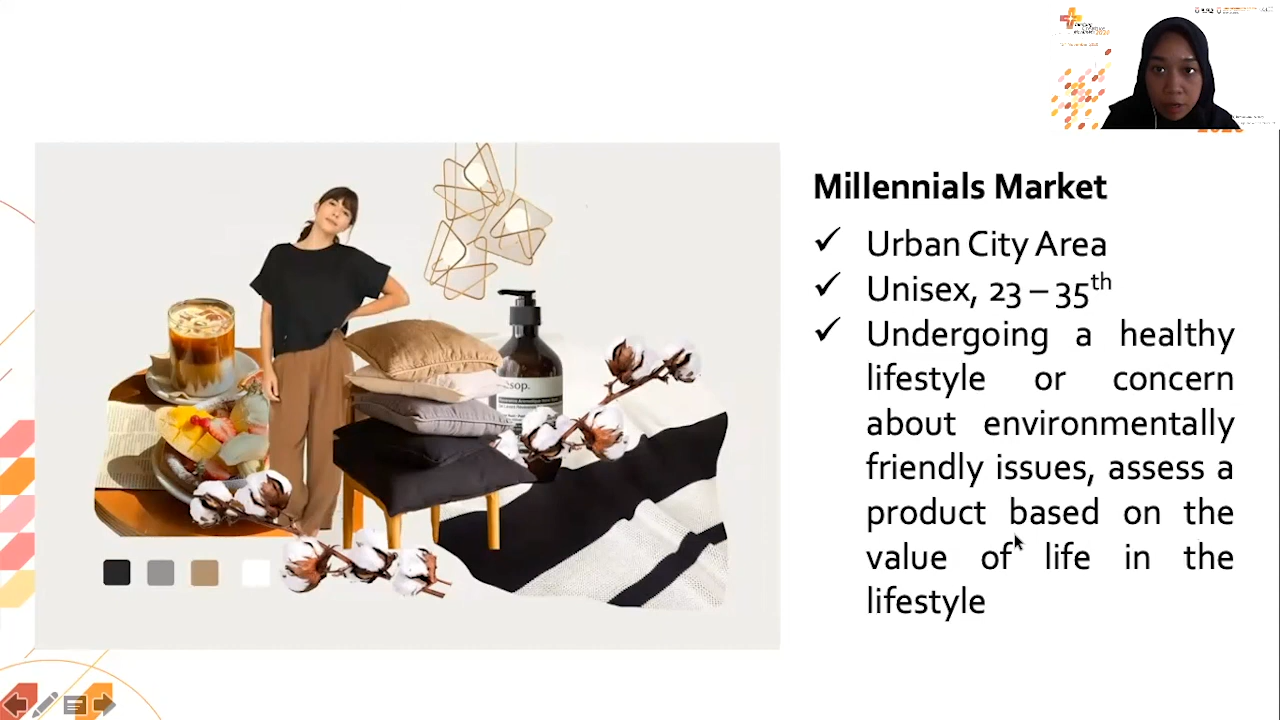 Millennials Market
✓ Urban City Area
✓ Unisex, 23 – 35th
✓ Undergoing a healthy
lifestyle or concern
about environmentally
friendly issues, assess a
product based on the
value of life in the
lifestyle
esop.